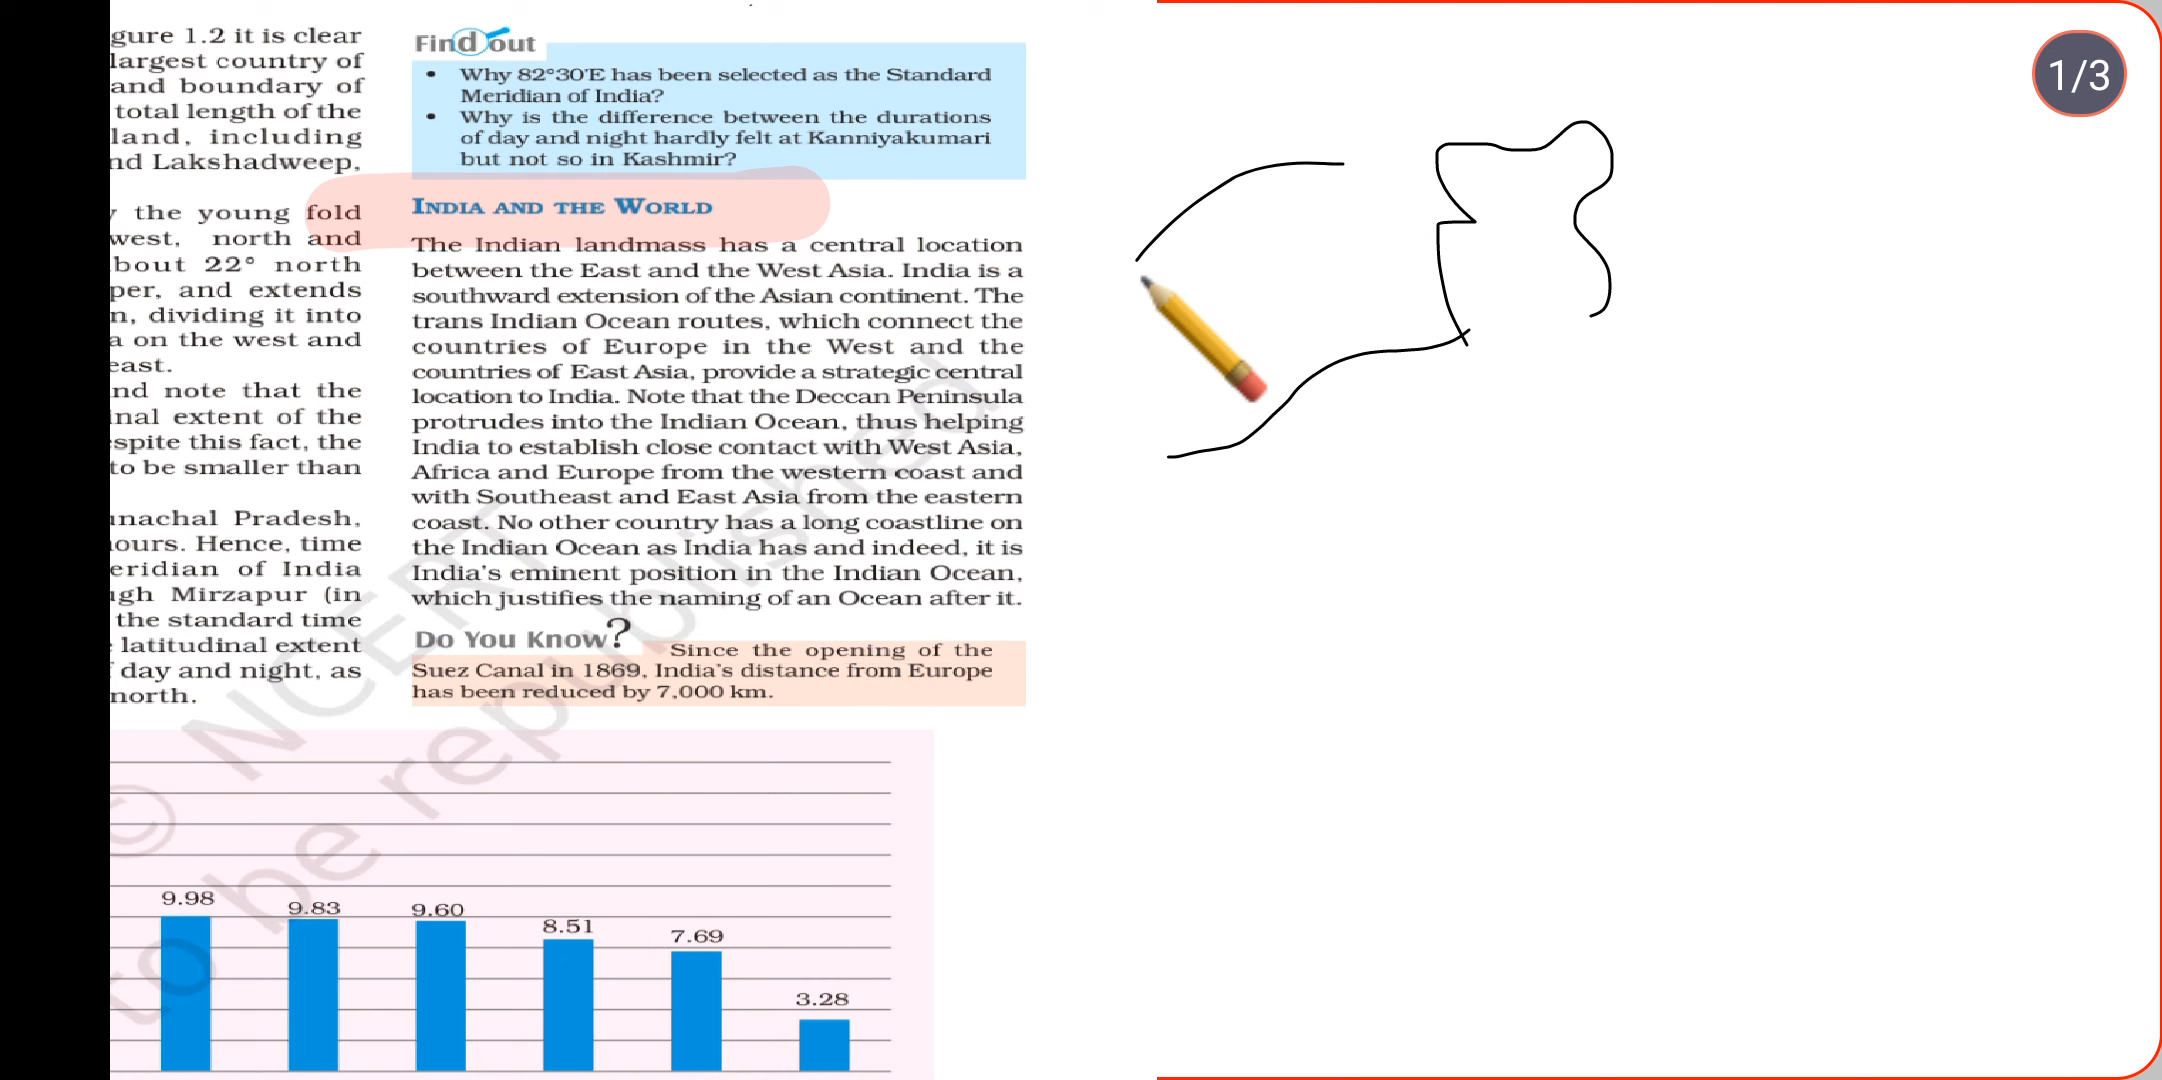 gure 1.2 it is clear
largest country of
and boundary of
total length of the
land, including
nd Lakshadweep,
the young fold
west, north and
bout 22° north
per, and extends
n, dividing it into
a on the west and
east.
nd note that the
inal extent of the
spite this fact, the
to be smaller than
unachal Pradesh,
ours. Hence, time
eridian of India
ugh Mirzapur (in
the standard time
latitudinal extent
day and night, as
north.
Find out
• Why 82°30'E has been selected as the Standard
Meridian of India?
• Why is the difference between the durations
of day and night hardly felt at Kanniyakumari
but not so in Kashmir?
INDIA AND THE WORLD
The Indian landmass has a central location
between the East and the West Asia. India is a
southward extension of the Asian continent. The
trans Indian Ocean routes, which connect the
countries of Europe in the West and the
countries of East Asia, provide a strategic central
location to India. Note that the Deccan Peninsula
protrudes into the Indian Ocean, thus helping
India to establish close contact with West Asia,
Africa and Europe from the western coast and
with Southeast and East Asia from the eastern
coast. No other country has a long coastline on
the Indian Ocean as India has and indeed, it is
India's eminent position in the Indian Ocean,
which justifies the naming of an Ocean after it.
Do You Know?
Since the opening of the
Suez Canal in 1869, India's distance from Europe
has been reduced by 7,000 km.
9.98
9.83
9.60
8.51
7.69
3.28
© NCERT
to be republished
1/3